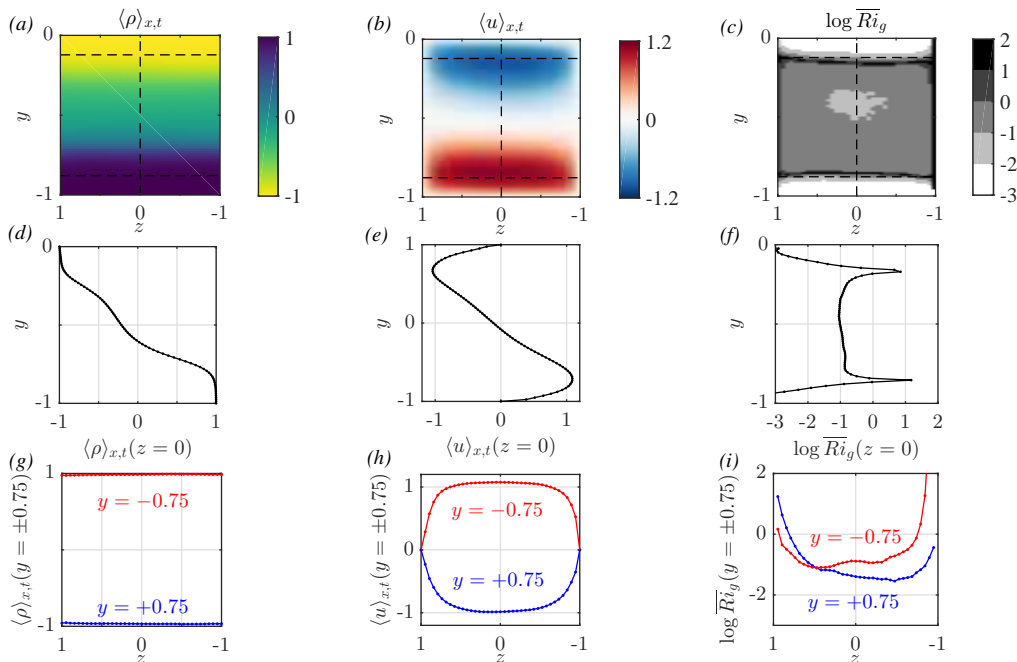 (a) ⟨ρ⟩x,t
(b) ⟨u⟩x,t
(c) log R̅i̅g
0
y
-1
1 0 -1
z
1
0
-1
0
y
-1
1 0 -1
z
1.2
0
-1.2
0
y
-1
1 0 -1
z
2
1
0
-1
-2
-3
(d)
0
y
-1
-1 0 1
⟨ρ⟩x,t(z = 0)
(e)
1
y
0
-1
-1 0 1
⟨u⟩x,t(z = 0)
(f)
0
y
-1
-3 -2 -1 0 1 2
log R̅i̅g(z = 0)
(g)
⟨ρ⟩x,t(y = ±0.75)
1
0
-1
y = −0.75
y = +0.75
1 0 -1
z
(h)
⟨u⟩x,t(y = ±0.75)
1
0
-1
y = −0.75
y = +0.75
1 0 -1
z
(i)
log R̅i̅g(y = ±0.75)
2
0
-2
y = −0.75
y = +0.75
1 0 -1
z